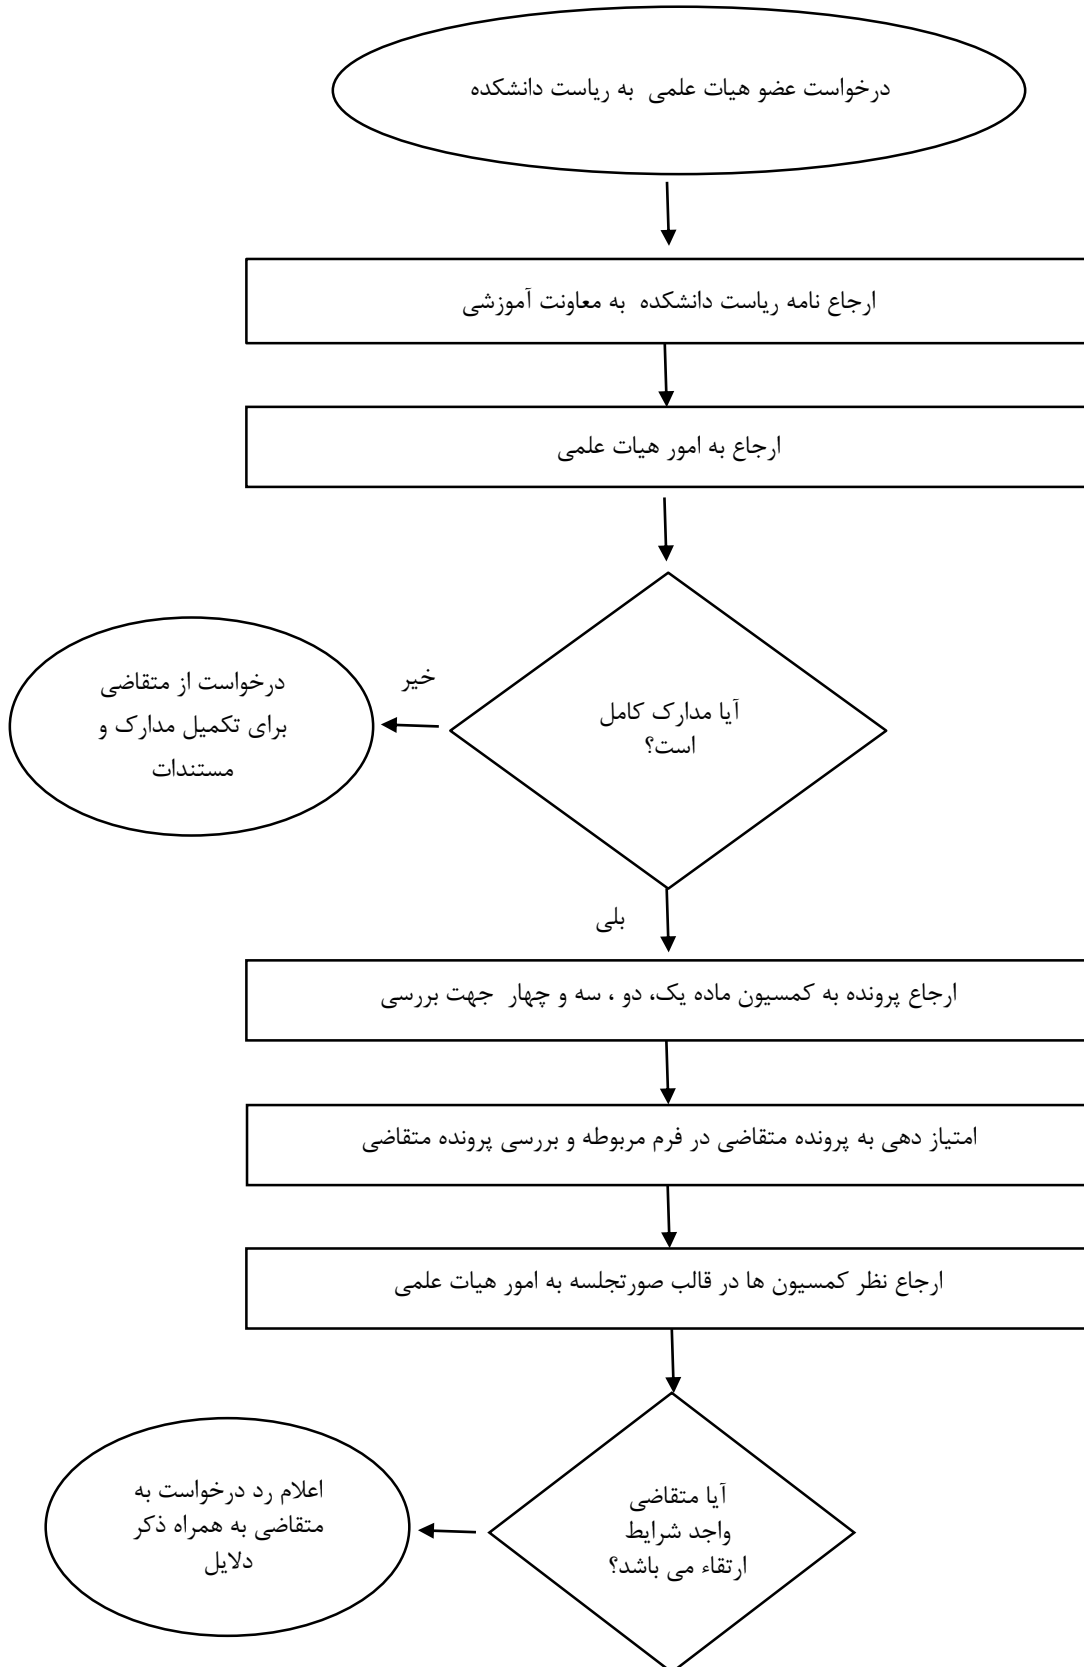 درخواست عضو هیات علمی به ریاست دانشکده
ارجاع نامه ریاست دانشکده به معاونت آموزشی
ارجاع به امور هیات علمی
آیا مدارک کامل
است؟
خیر
درخواست از متقاضی
برای تکمیل مدارک و
مستندات
بلی
ارجاع پرونده به کمسیون ماده یک، دو ، سه و چهار جهت بررسی
امتیاز دهی به پرونده متقاضی در فرم مربوطه و بررسی پرونده متقاضی
ارجاع نظر کمسیون ها در قالب صورتجلسه به امور هیات علمی
آیا متقاضی
واجد شرایط
ارتقاء می باشد؟
اعلام رد درخواست به
متقاضی به همراه ذکر
دلایل